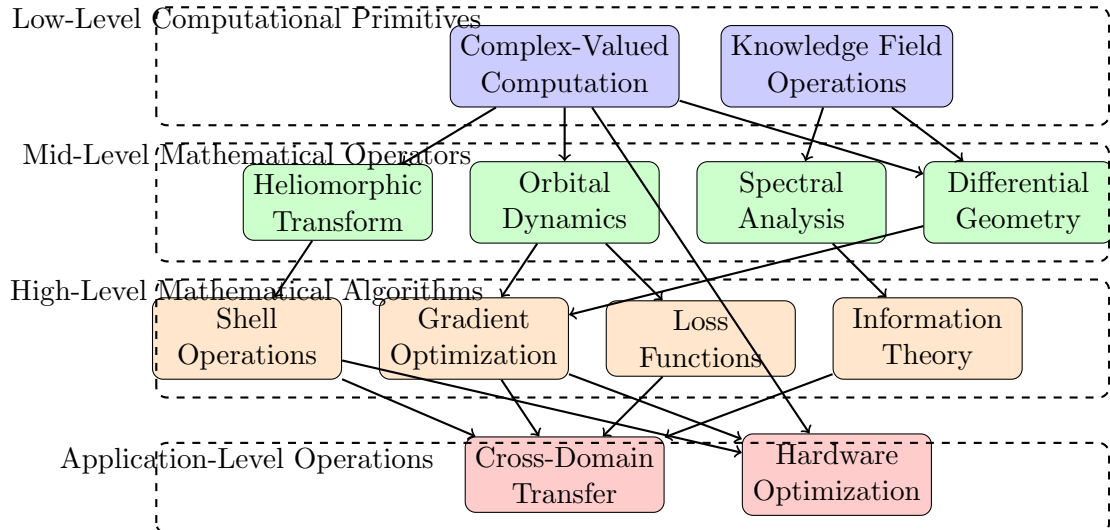 Low-Level Computational Primitives
Complex-Valued
Computation
Knowledge Field
Operations
Mid-Level Mathematical Operators
Heliomorphic
Transform
Orbital
Dynamics
Spectral
Analysis
Differential
Geometry
High-Level Mathematical Algorithms
Shell
Operations
Gradient
Optimization
Loss
Functions
Information
Theory
Application-Level Operations
Cross-Domain
Transfer
Hardware
Optimization